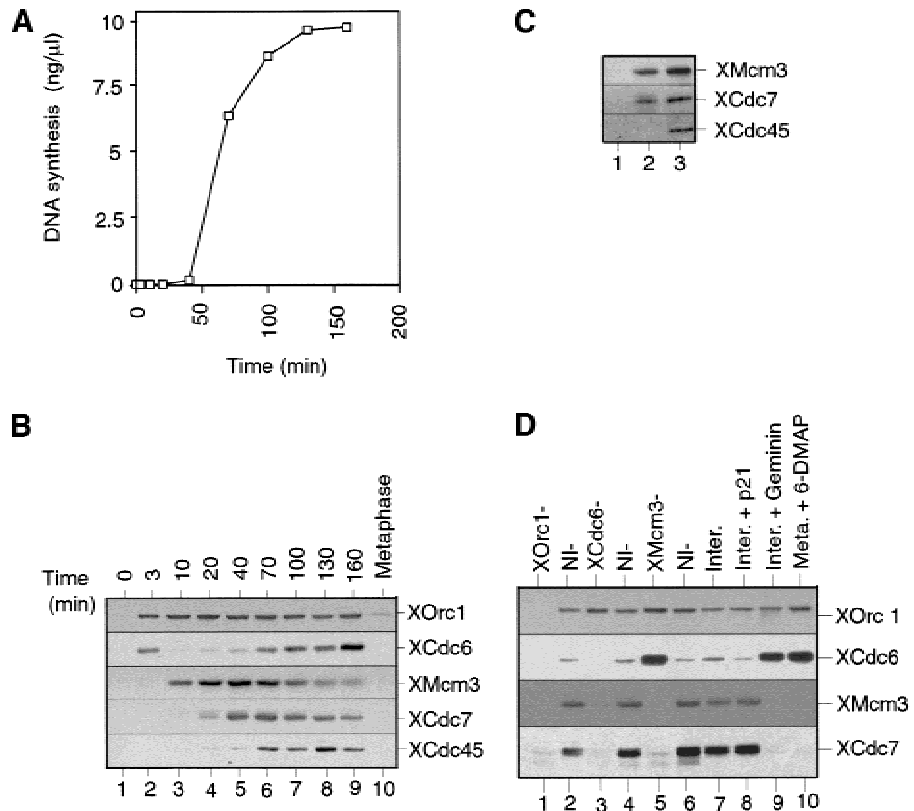 A
DNA synthesis (ng/µl)
10
7.5
5
2.5
0
0
50
100
150
200
Time (min)
C
XMcm3
XCdc7
XCdc45
1 2 3
B
Time (min)
0 3 10 20 40 70 100 130 160 Metaphase
XOrc1
XCdc6
XMcm3
XCdc7
XCdc45
1 2 3 4 5 6 7 8 9 10
D
XOrc1- NI- XCdc6- NI- XMcm3- NI- Inter. Inter. + p21 Inter. + Geminin Meta. + 6-DMAP
XOrc 1
XCdc6
XMcm3
XCdc7
1 2 3 4 5 6 7 8 9 10